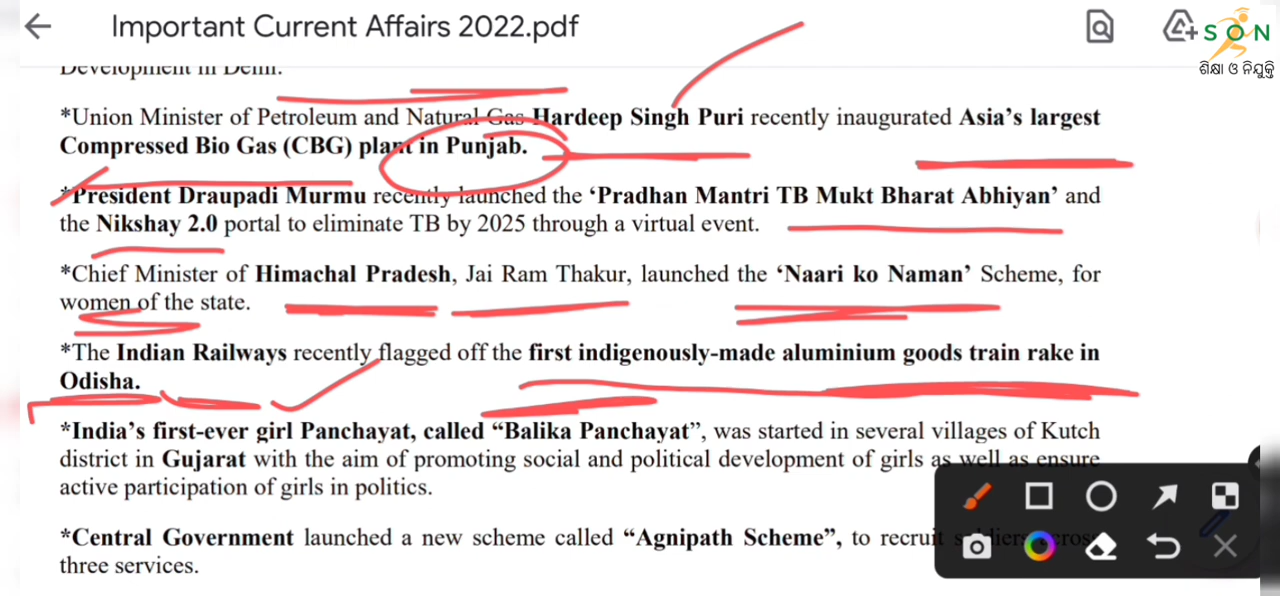 Important Current Affairs 2022.pdf
SON
ଶିକ୍ଷା ଓ ନିଯୁକ୍ତି
Development in Delhi.
*Union Minister of Petroleum and Natural Gas Hardeep Singh Puri recently inaugurated Asia's largest
Compressed Bio Gas (CBG) plant in Punjab.
*President Draupadi Murmu recently launched the 'Pradhan Mantri TB Mukt Bharat Abhiyan' and
the Nikshay 2.0 portal to eliminate TB by 2025 through a virtual event.
*Chief Minister of Himachal Pradesh, Jai Ram Thakur, launched the 'Naari ko Naman' Scheme, for
women of the state.
*The Indian Railways recently flagged off the first indigenously-made aluminium goods train rake in
Odisha.
*India's first-ever girl Panchayat, called "Balika Panchayat", was started in several villages of Kutch
district in Gujarat with the aim of promoting social and political development of girls as well as ensure
active participation of girls in politics.
*Central Government launched a new scheme called "Agnipath Scheme", to recruit soldiers across
three services.